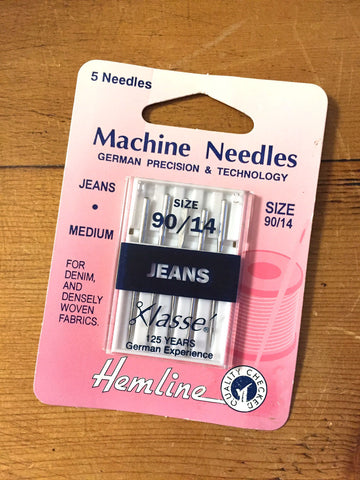 5 Needles
Machine Needles
GERMAN PRECISION & TECHNOLOGY
JEANS
•
MEDIUM
FOR
DENIM,
AND
DENSELY
WOVEN
FABRICS.
SIZE
90/14
JEANS
Klassé
125 YEARS
German Experience
SIZE
90/14
Hemline
QUALITY CHECKED